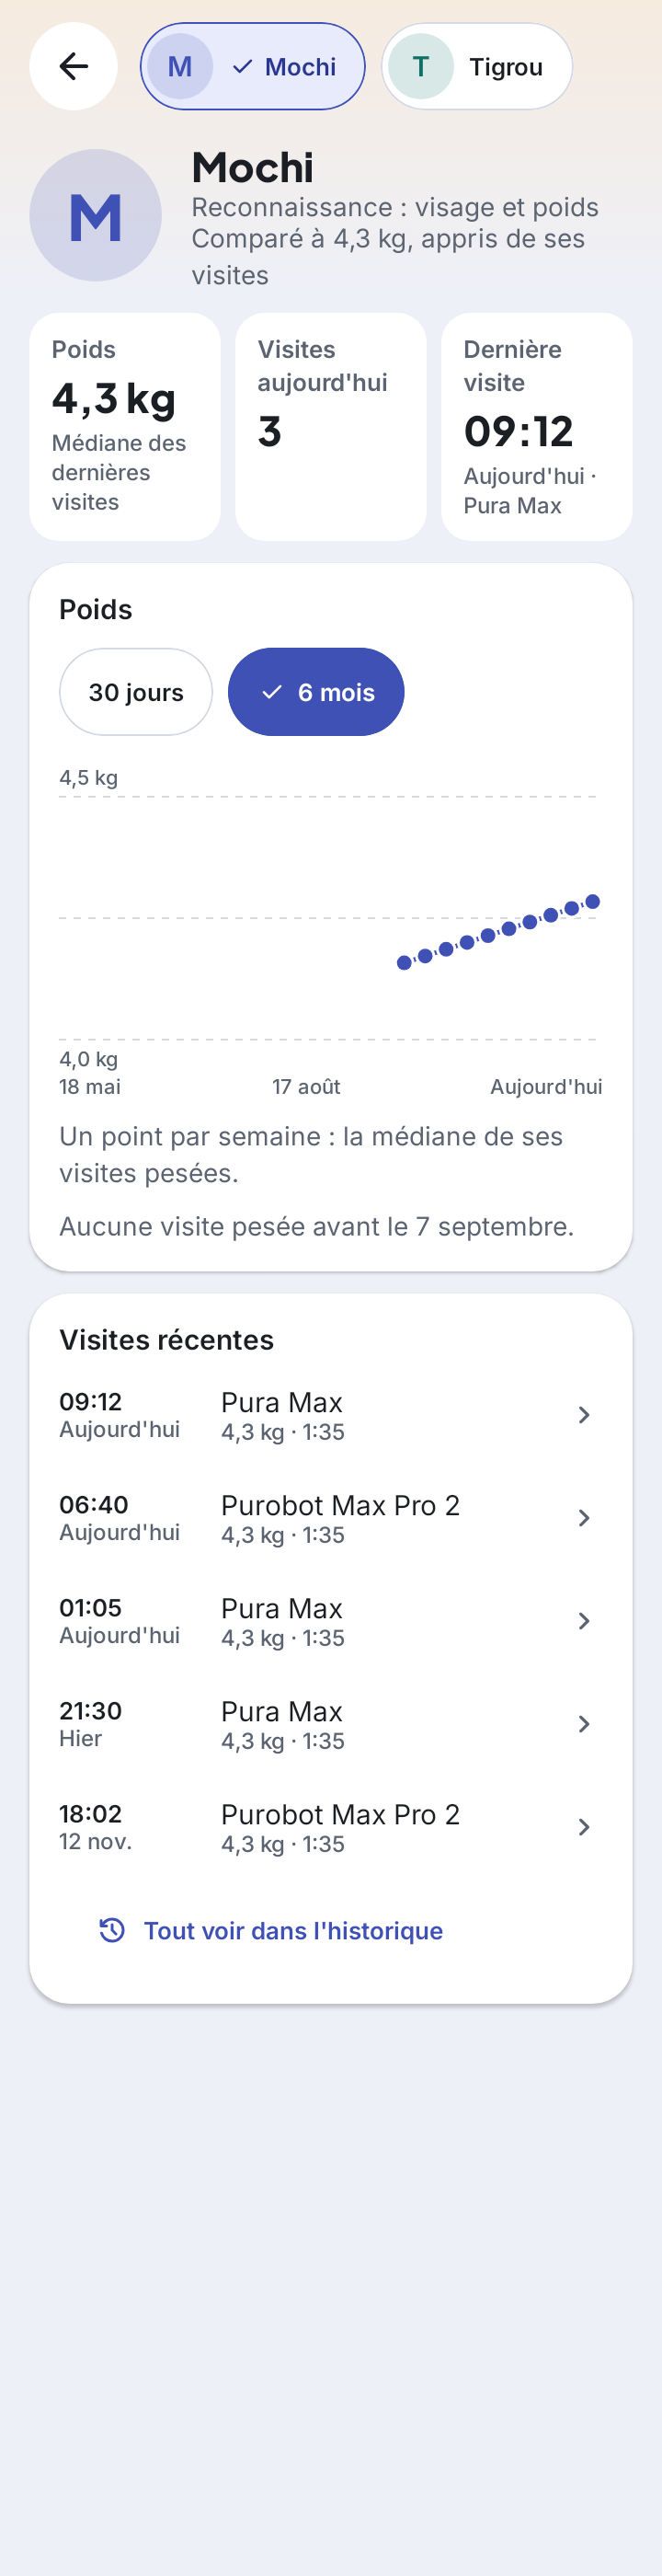 M
Mochi
T
Tigrou
M
Mochi
Reconnaissance : visage et poids
Comparé à 4,3 kg, appris de ses
visites
Poids
4,3 kg
Médiane des
dernières
visites
Visites
aujourd'hui
3
Dernière
visite
09:12
Aujourd'hui ·
Pura Max
Poids
30 jours
6 mois
4,5 kg
4,0 kg
18 mai
17 août
Aujourd'hui
Un point par semaine : la médiane de ses
visites pesées.
Aucune visite pesée avant le 7 septembre.
Visites récentes
09:12
Aujourd'hui
Pura Max
4,3 kg · 1:35
06:40
Aujourd'hui
Purobot Max Pro 2
4,3 kg · 1:35
01:05
Aujourd'hui
Pura Max
4,3 kg · 1:35
21:30
Hier
Pura Max
4,3 kg · 1:35
18:02
12 nov.
Purobot Max Pro 2
4,3 kg · 1:35
Tout voir dans l'historique